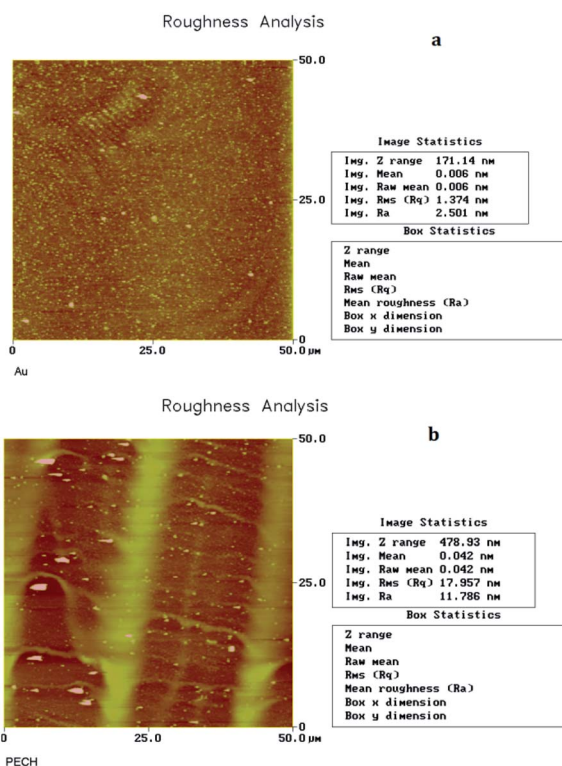 Roughness Analysis
a
50.0
25.0
0
0 25.0 50.0 µM
Au
Image Statistics
Img. Z range 171.14 nM
Img. Mean 0.006 nM
Img. Raw mean 0.006 nM
Img. Rms (Rq) 1.374 nM
Img. Ra 2.501 nM
Box Statistics
Z range
Mean
Raw mean
Rms (Rq)
Mean roughness (Ra)
Box x dimension
Box y dimension
Roughness Analysis
b
50.0
25.0
0
0 25.0 50.0 µM
PECH
Image Statistics
Img. Z range 478.93 nM
Img. Mean 0.042 nM
Img. Raw mean 0.042 nM
Img. Rms (Rq) 17.957 nM
Img. Ra 11.786 nM
Box Statistics
Z range
Mean
Raw mean
Rms (Rq)
Mean roughness (Ra)
Box x dimension
Box y dimension